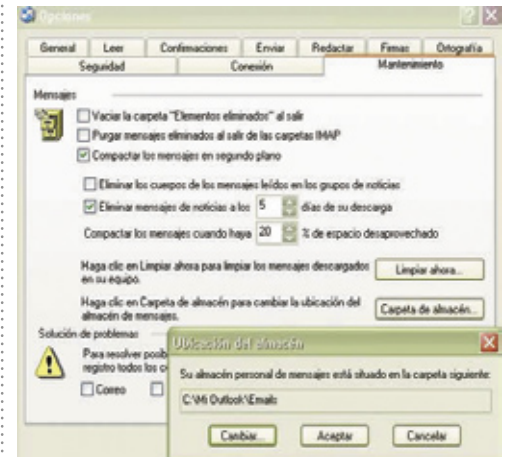 Opciones
General Leer Confirmaciones Enviar Redactar Firmas Ortografía
Seguridad Conexión Mantenimiento
Mensajes
Vaciar la carpeta "Elementos eliminados" al salir
Purgar mensajes eliminados al salir de las carpetas IMAP
Compactar los mensajes en segundo plano
Eliminar los cuerpos de los mensajes leídos en los grupos de noticias
Eliminar mensajes de noticias a los 5 días de su descarga
Compactar los mensajes cuando haya 20 % de espacio desaprovechado
Haga clic en Limpiar ahora para limpiar los mensajes descargados
en su equipo.
Limpiar ahora...
Haga clic en Carpeta de almacén para cambiar la ubicación del
almacén de mensajes.
Carpeta de almacén...
Solución de problemas
Para resolver posib
registro todos los c
Correo
Ubicación del almacén
Su almacén personal de mensajes está situado en la carpeta siguiente:
C:\Mi Outlook\Emails
Cambiar... Aceptar Cancelar